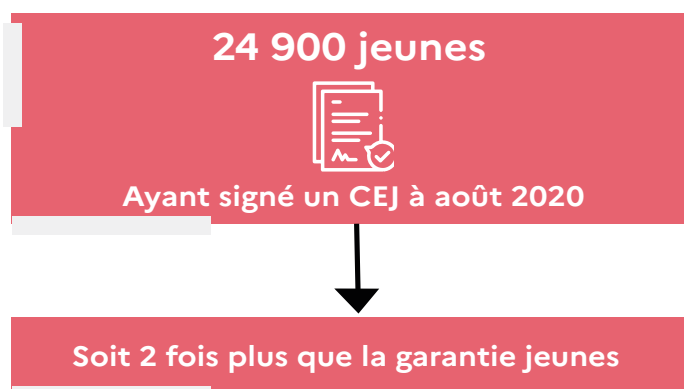 24 900 jeunes
Ayant signé un CEJ à août 2020
Soit 2 fois plus que la garantie jeunes